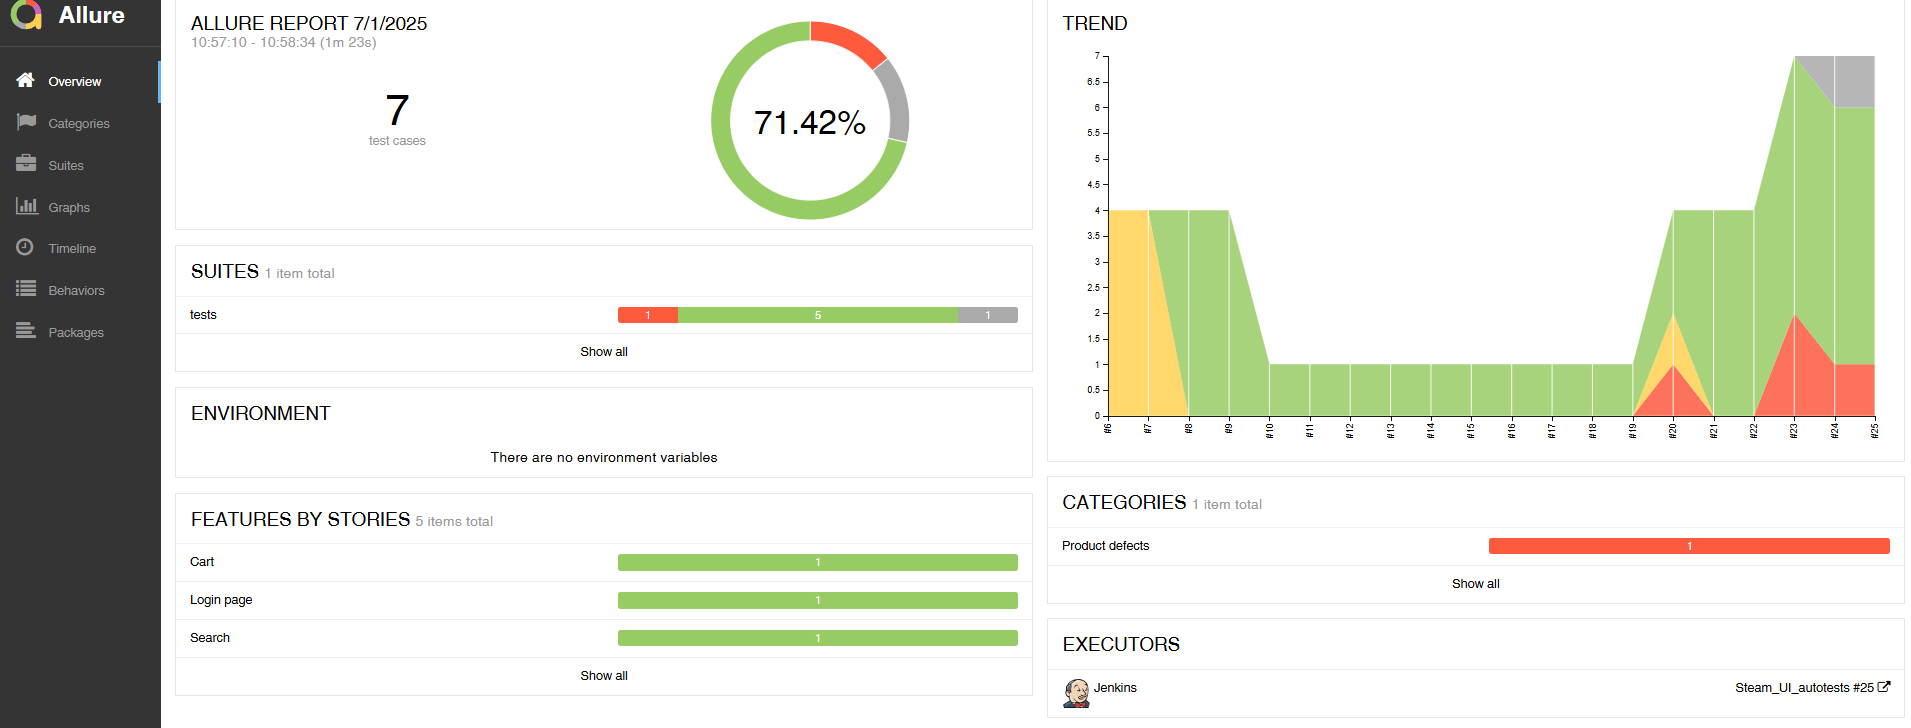 Allure
Overview
Categories
Suites
Graphs
Timeline
Behaviors
Packages
ALLURE REPORT 7/1/2025
10:57:10 - 10:58:34 (1m 23s)
7
test cases
71.42%
SUITES 1 item total
tests 1 5 1
Show all
ENVIRONMENT
There are no environment variables
FEATURES BY STORIES 5 items total
Cart 1
Login page 1
Search 1
Show all
TREND
7
6.5
6
5.5
5
4.5
4
3.5
3
2.5
2
1.5
1
0.5
0
#6 #7 #8 #9 #10 #11 #12 #13 #14 #15 #16 #17 #18 #19 #20 #21 #22 #23 #24 #25
CATEGORIES 1 item total
Product defects 1
Show all
EXECUTORS
Jenkins Steam_UI_autotests #25